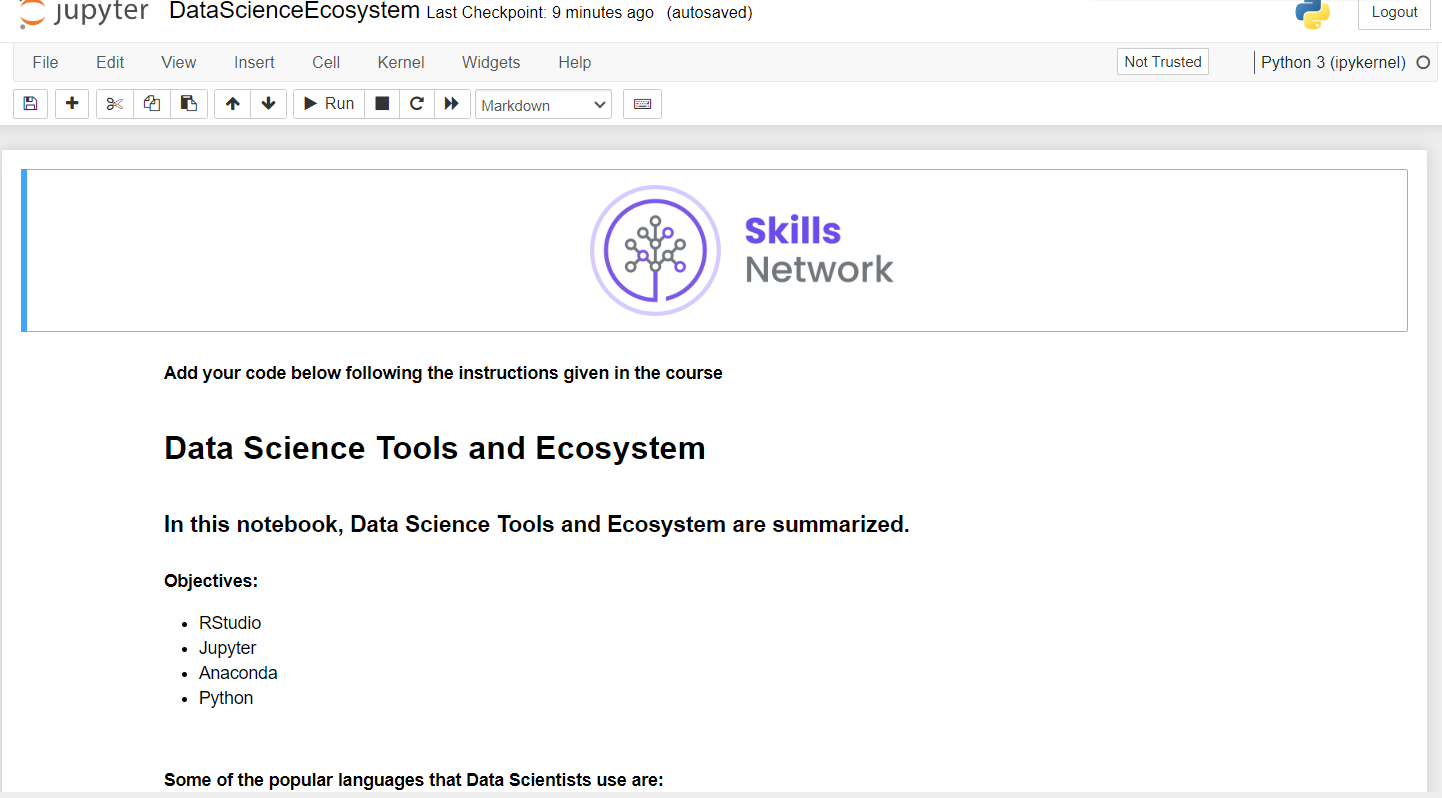 jupyter DataScienceEcosystem Last Checkpoint: 9 minutes ago (autosaved) Logout
File Edit View Insert Cell Kernel Widgets Help Not Trusted Python 3 (ipykernel)
Run Markdown
Skills
Network
Add your code below following the instructions given in the course
Data Science Tools and Ecosystem
In this notebook, Data Science Tools and Ecosystem are summarized.
Objectives:
• RStudio
• Jupyter
• Anaconda
• Python
Some of the popular languages that Data Scientists use are: